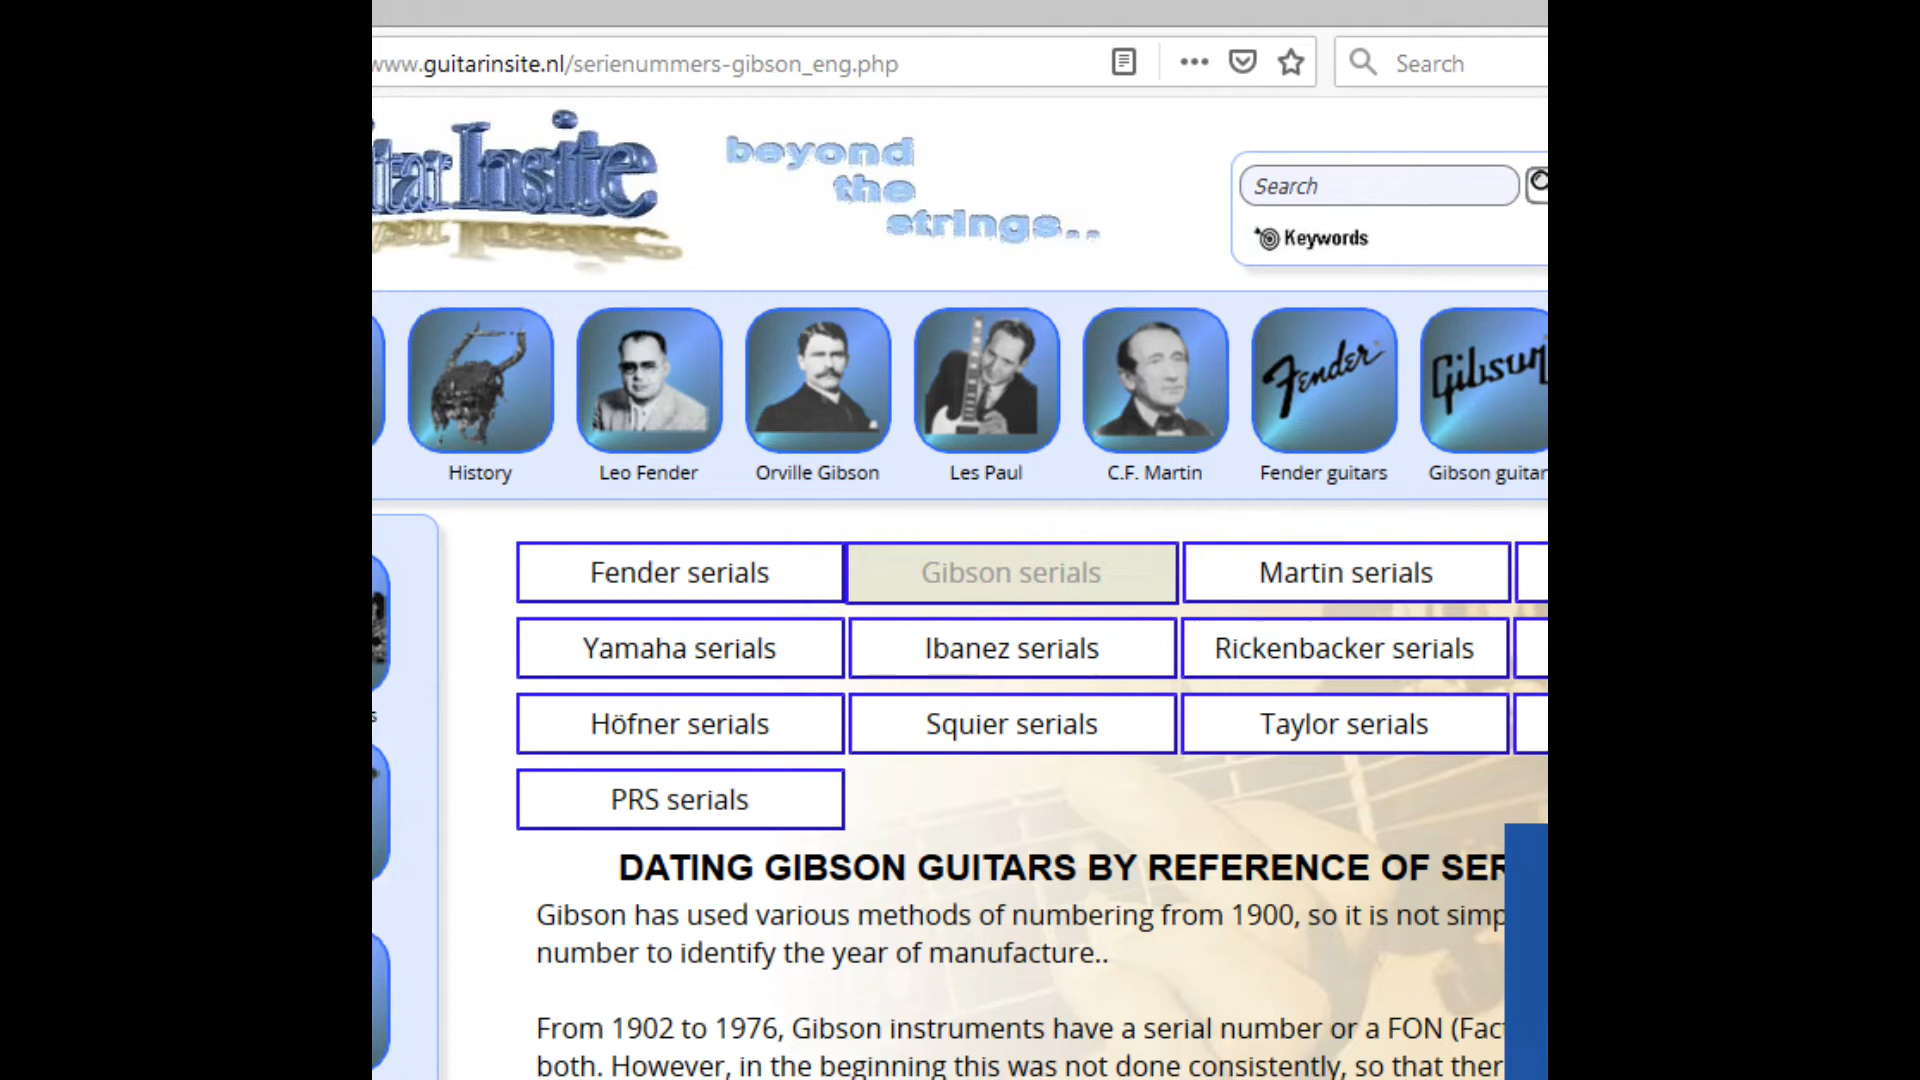 www.guitarinsite.nl/serienummers-gibson_eng.php
Search
itar Insite
beyond
the
strings..
Search
Keywords
Fender
Gibson
History
Leo Fender
Orville Gibson
Les Paul
C.F. Martin
Fender guitars
Gibson guitar
Fender serials
Gibson serials
Martin serials
Yamaha serials
Ibanez serials
Rickenbacker serials
Höfner serials
Squier serials
Taylor serials
s
PRS serials
DATING GIBSON GUITARS BY REFERENCE OF SER
Gibson has used various methods of numbering from 1900, so it is not simp
number to identify the year of manufacture..
From 1902 to 1976, Gibson instruments have a serial number or a FON (Fac
both. However, in the beginning this was not done consistently, so that ther